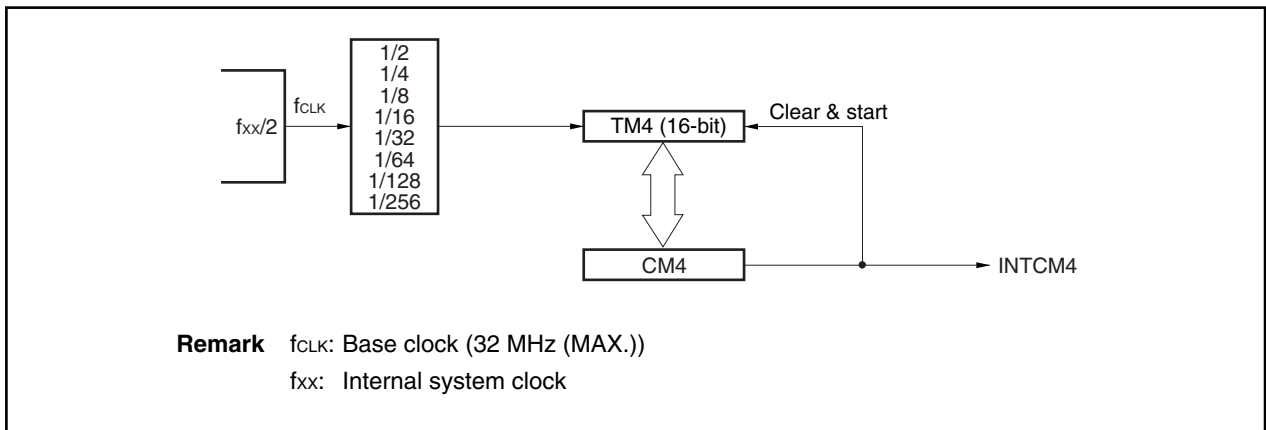 fXX/2
fCLK
1/2
1/4
1/8
1/16
1/32
1/64
1/128
1/256
TM4 (16-bit)
Clear & start
CM4
INTCM4
Remark fCLK: Base clock (32 MHz (MAX.))
fXX: Internal system clock